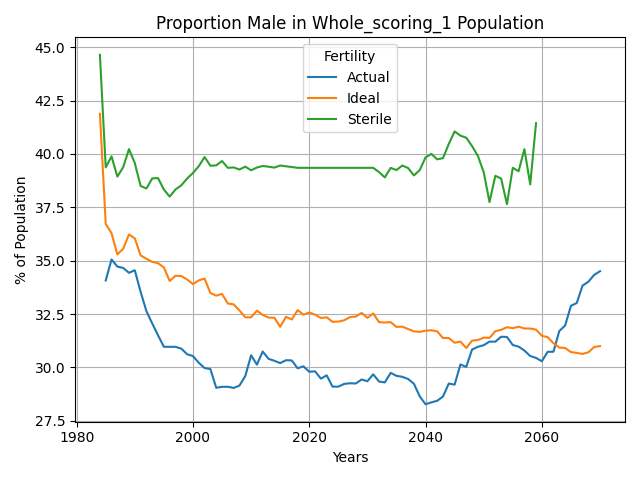 Proportion Male in Whole_scoring_1 Population
Fertility
Actual
Ideal
Sterile
45.0
42.5
40.0
37.5
35.0
32.5
30.0
27.5
% of Population
1980
2000
2020
2040
2060
Years